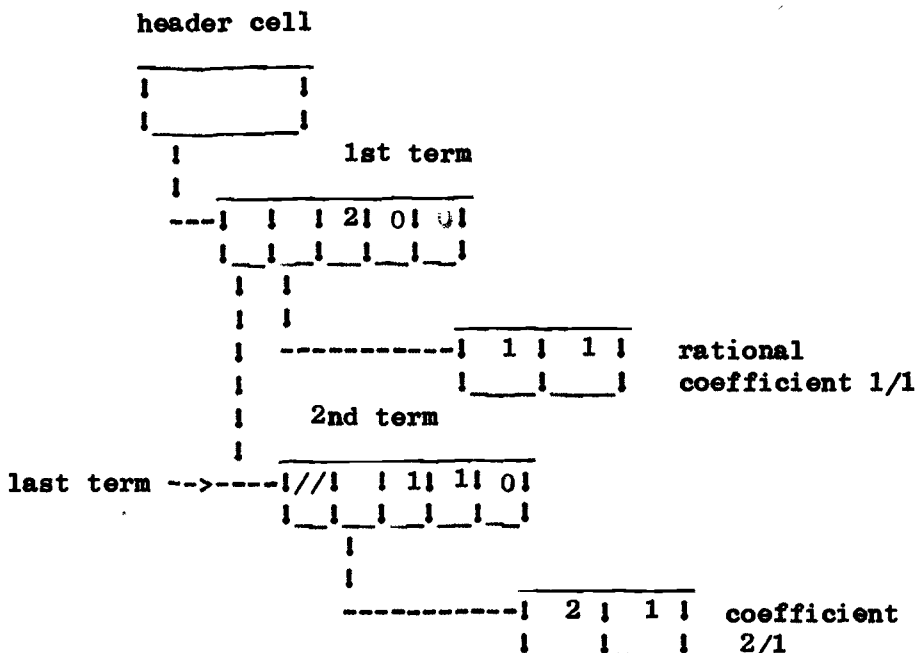 header cell
1st term
2 0
1 1 rational
coefficient 1/1
2nd term
last term -->----- // 1 1 0
2 1 coefficient
2/1